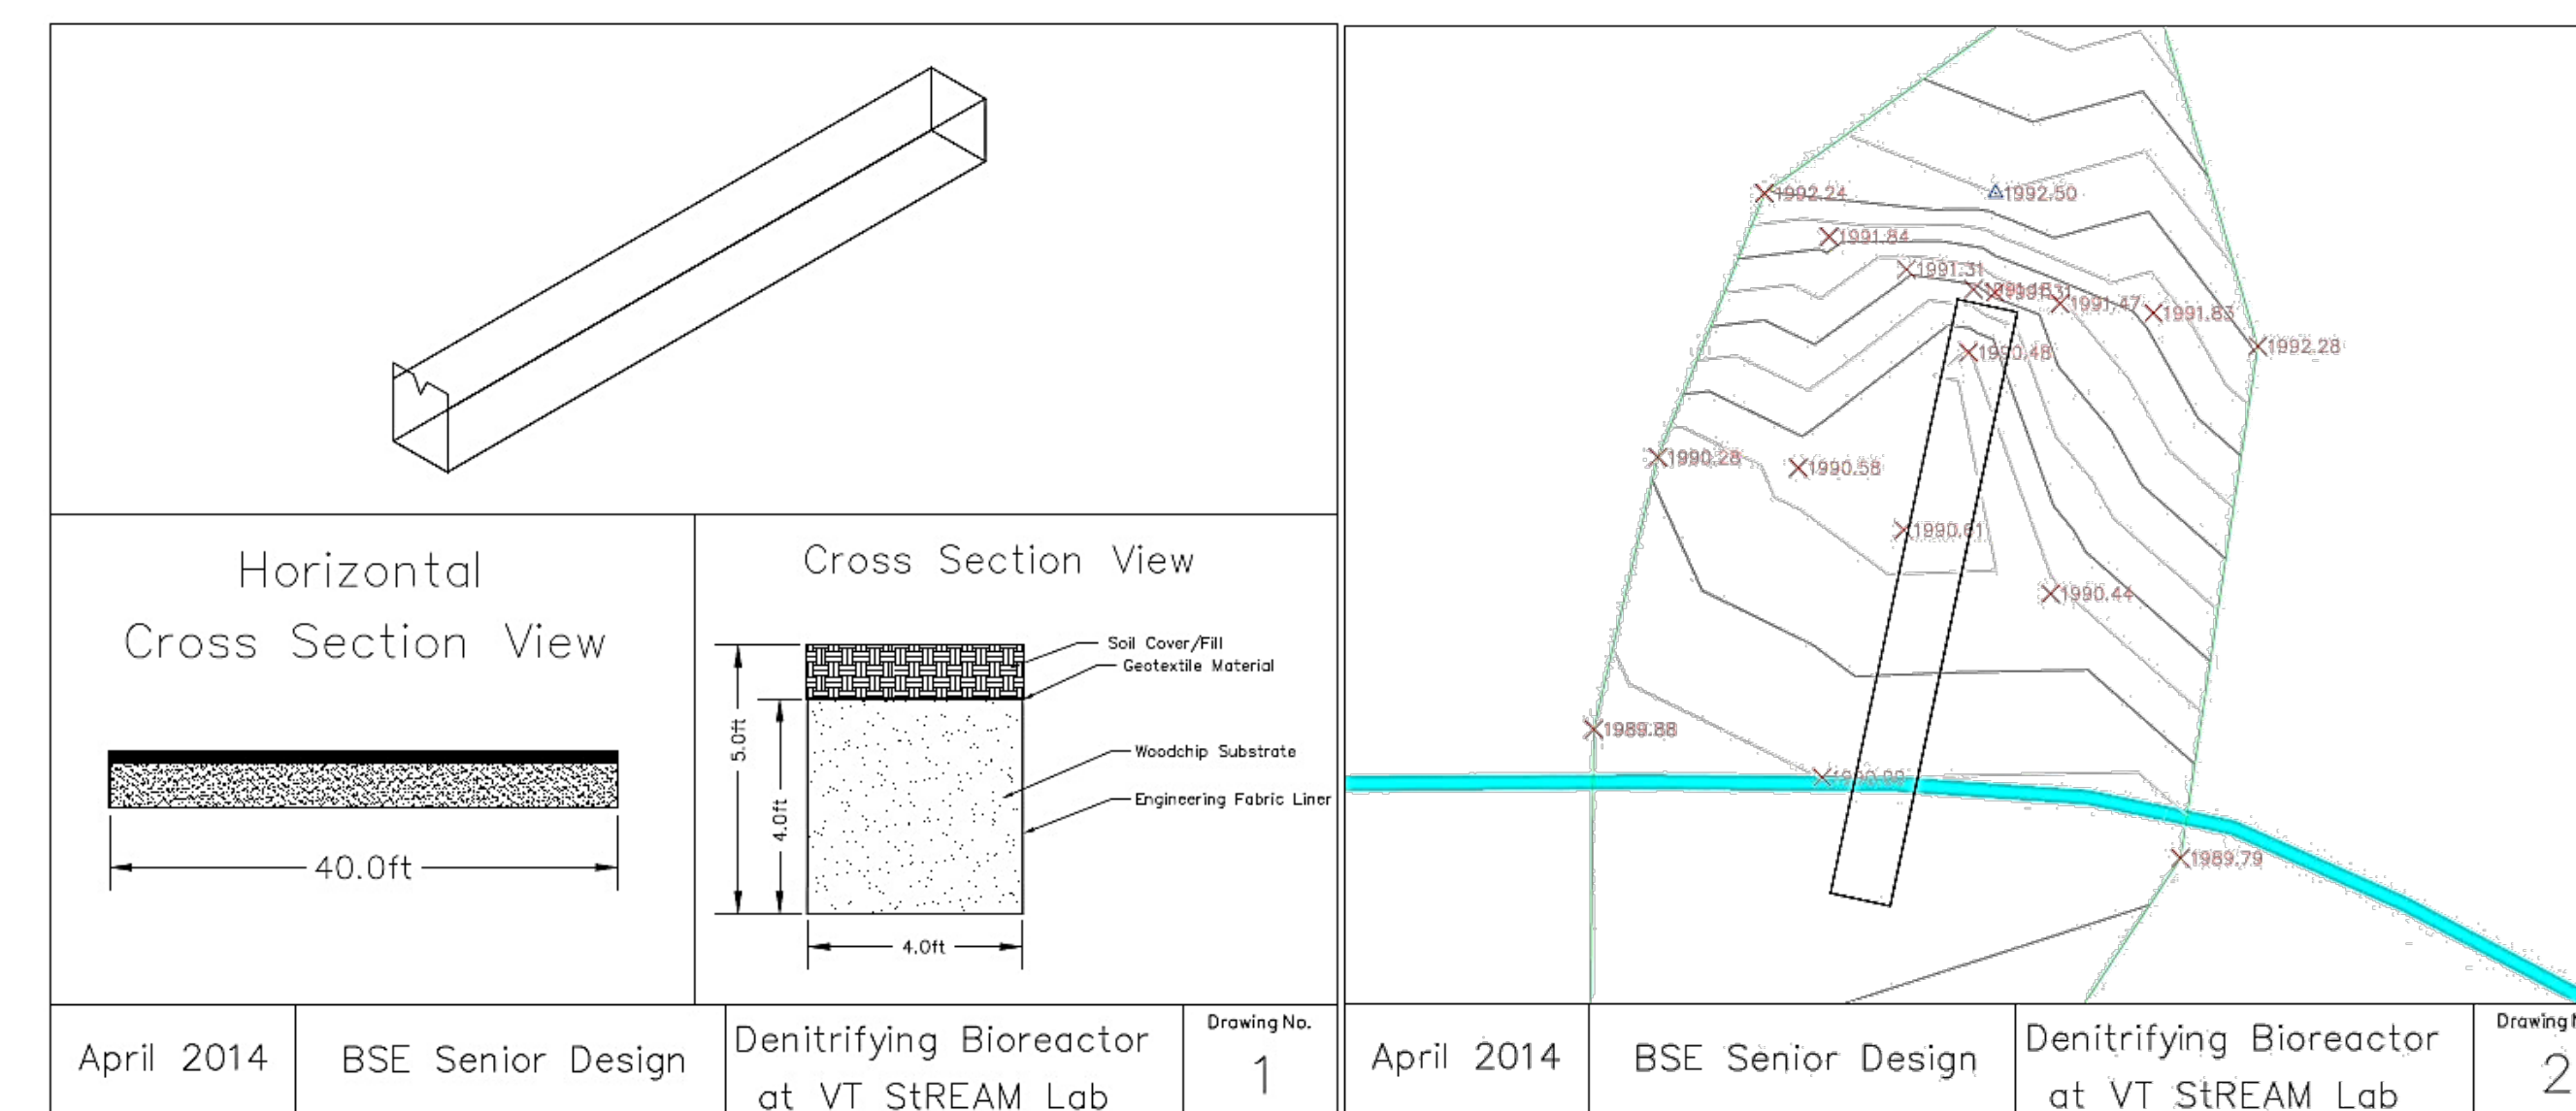 Horizontal
Cross Section View
40.0ft
Cross Section View
Soil Cover/Fill
Geotextile Material
Woodchip Substrate
Engineering Fabric Liner
5.0ft
4.0ft
4.0ft
April 2014
BSE Senior Design
Denitrifying Bioreactor
at VT StREAM Lab
Drawing No.
1
1992.24
1992.50
1991.84
1991.31
1991.47
1991.83
1992.28
1990.48
1990.28
1990.58
1990.61
1990.44
1989.88
1989.79
April 2014
BSE Senior Design
Denitrifying Bioreactor
at VT StREAM Lab
Drawing
2